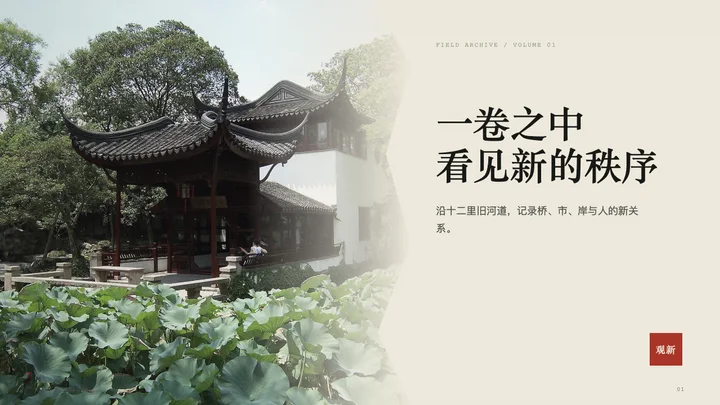 FIELD ARCHIVE / VOLUME 01
一卷之中
看见新的秩序
沿十二里旧河道，记录桥、市、岸与人的新关
系。
观新
01